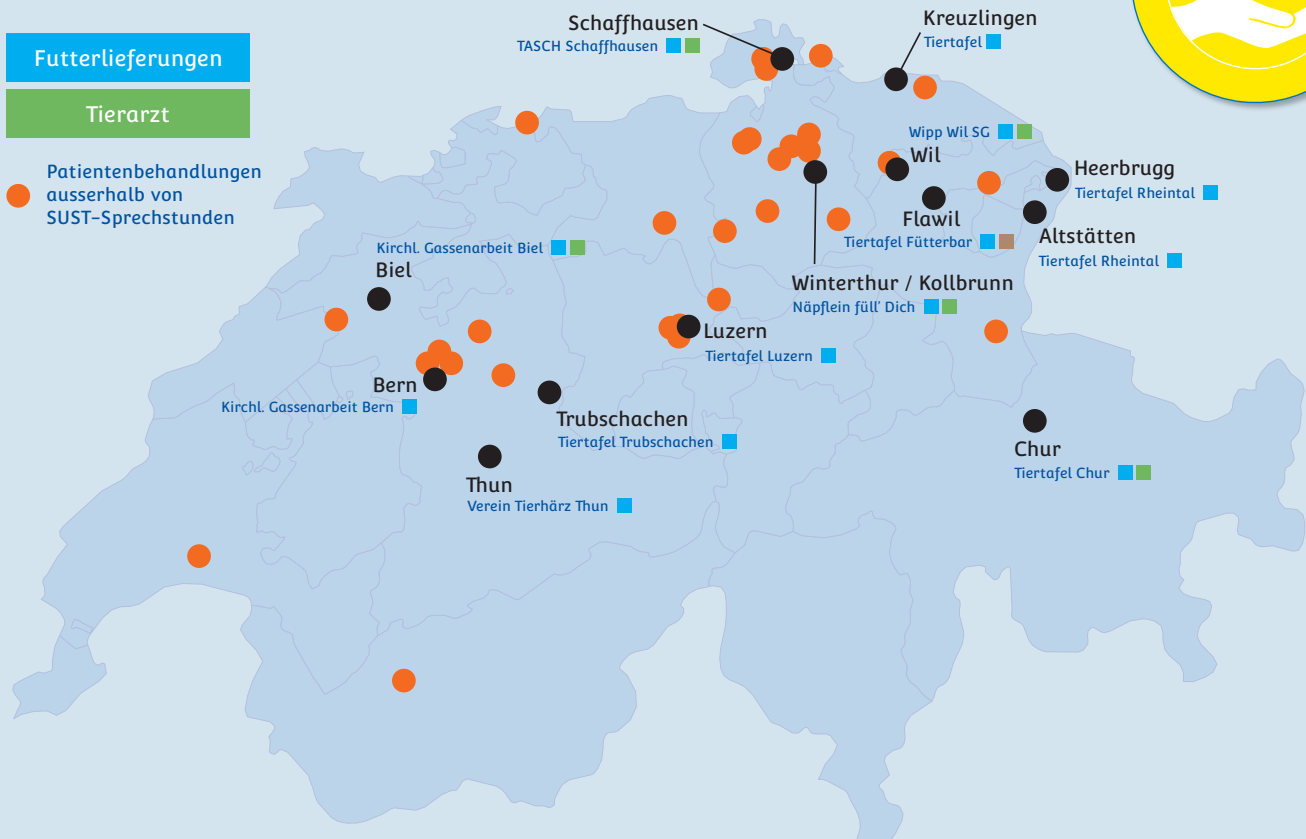 Futterlieferungen
Tierarzt
Patientenbehandlungen
ausserhalb von
SUST-Sprechstunden
Schaffhausen
TASCH Schaffhausen
Kreuzlingen
Tiertafel
Wipp Wil SG
Wil
Heerbrugg
Tiertafel Rheintal
Flawil
Tiertafel Fütterbar
Altstätten
Tiertafel Rheintal
Kirchl. Gassenarbeit Biel
Biel
Winterthur / Kollbrunn
Näpflein füll' Dich
Luzern
Tiertafel Luzern
Bern
Kirchl. Gassenarbeit Bern
Trubschachen
Tiertafel Trubschachen
Chur
Tiertafel Chur
Thun
Verein Tierhärz Thun